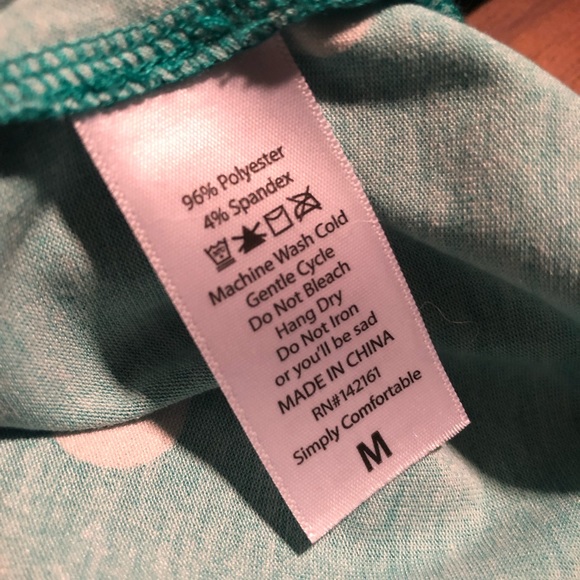 96% Polyester
4% Spandex
Machine Wash Cold
Gentle Cycle
Do Not Bleach
Hang Dry
Do Not Iron
or you'll be sad
MADE IN CHINA
RN#142161
Simply Comfortable
M